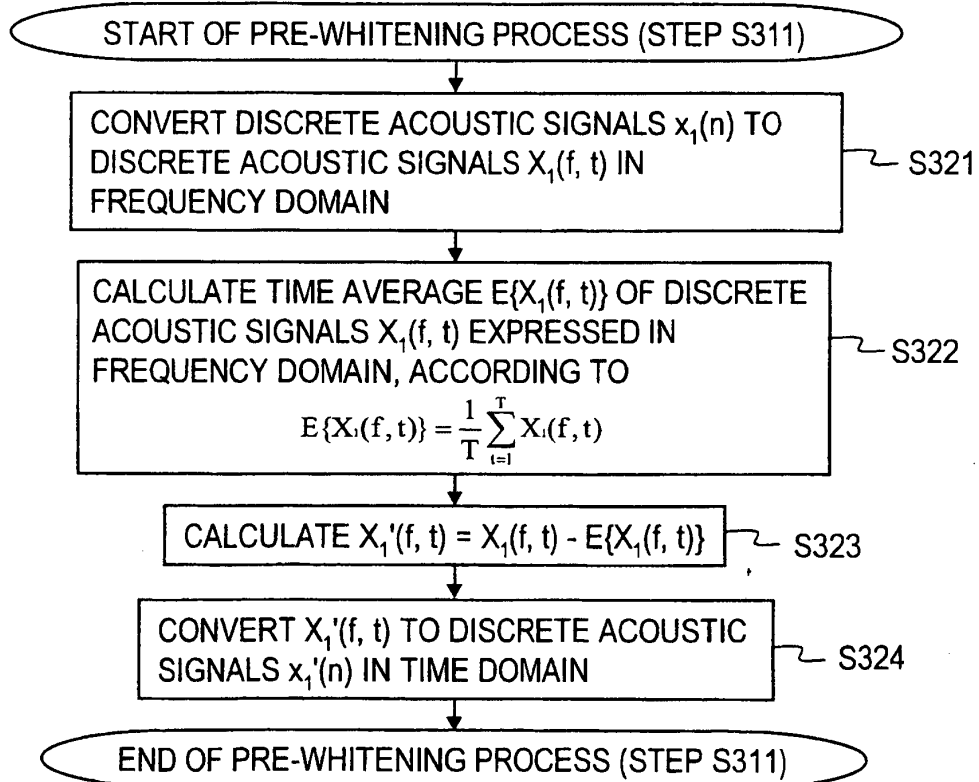 START OF PRE-WHITENING PROCESS (STEP S311)
CONVERT DISCRETE ACOUSTIC SIGNALS x₁(n) TO
DISCRETE ACOUSTIC SIGNALS X₁(f, t) IN
FREQUENCY DOMAIN
S321
CALCULATE TIME AVERAGE E{X₁(f, t)} OF DISCRETE
ACOUSTIC SIGNALS X₁(f, t) EXPRESSED IN
FREQUENCY DOMAIN, ACCORDING TO
E{X₁(f,t)} = 1/T ∑_{t=1}^{T} X₁(f,t)
S322
CALCULATE X₁'(f, t) = X₁(f, t) - E{X₁(f, t)}
S323
CONVERT X₁'(f, t) TO DISCRETE ACOUSTIC
SIGNALS x₁'(n) IN TIME DOMAIN
S324
END OF PRE-WHITENING PROCESS (STEP S311)